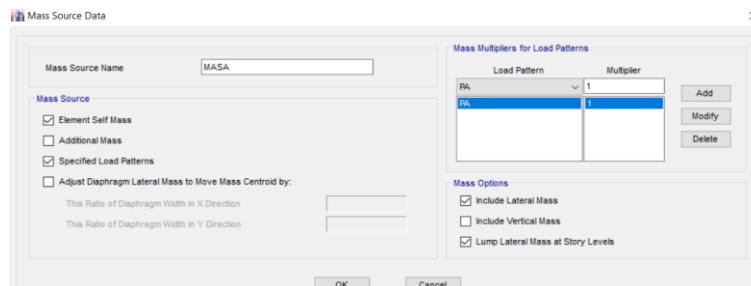 Mass Source Data
Mass Source Name
MASA
Mass Source
Element Self Mass
Additional Mass
Specified Load Patterns
Adjust Diaphragm Lateral Mass to Move Mass Centroid by:
This Ratio of Diaphragm Width in X Direction
This Ratio of Diaphragm Width in Y Direction
Mass Multipliers for Load Patterns
Load Pattern Multiplier
PA 1
PA 1
Add
Modify
Delete
Mass Options
Include Lateral Mass
Include Vertical Mass
Lump Lateral Mass at Story Levels
OK Cancel